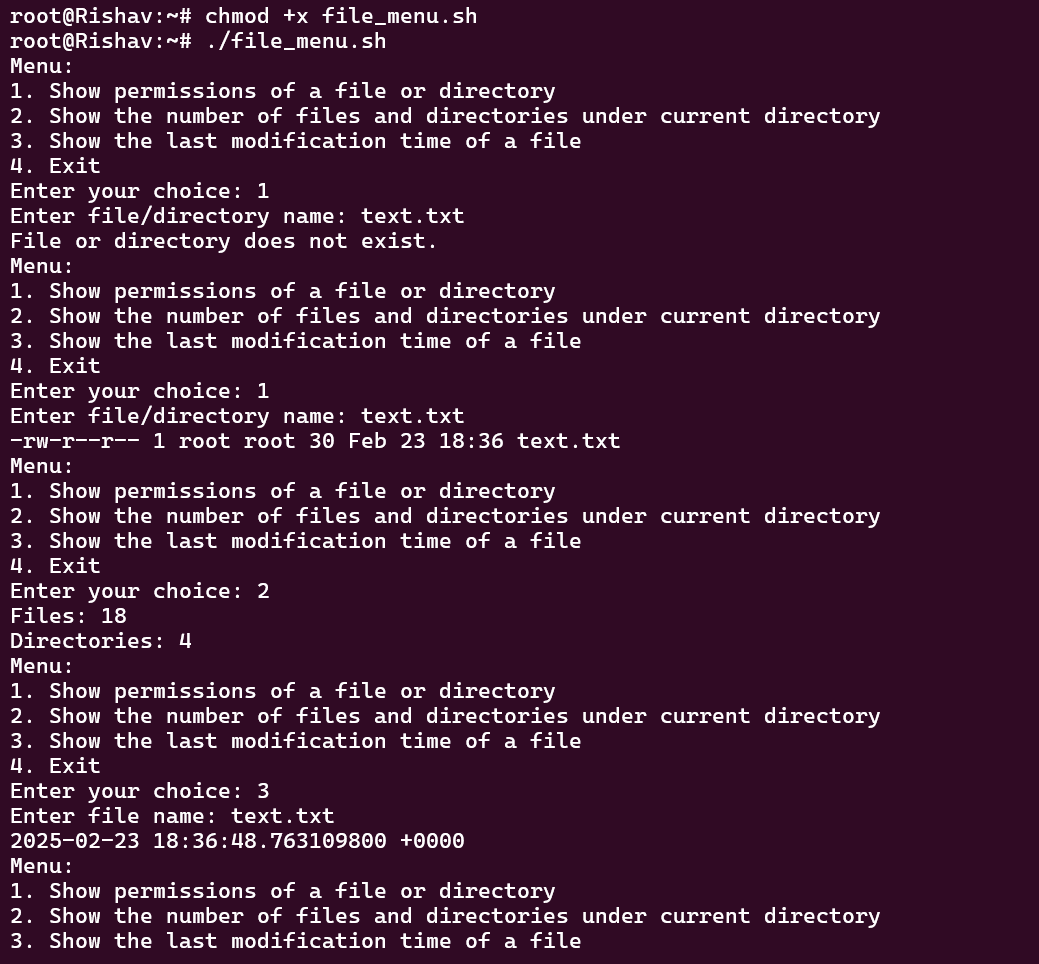 root@Rishav:~# chmod +x file_menu.sh
root@Rishav:~# ./file_menu.sh
Menu:
1. Show permissions of a file or directory
2. Show the number of files and directories under current directory
3. Show the last modification time of a file
4. Exit
Enter your choice: 1
Enter file/directory name: text.txt
File or directory does not exist.
Menu:
1. Show permissions of a file or directory
2. Show the number of files and directories under current directory
3. Show the last modification time of a file
4. Exit
Enter your choice: 1
Enter file/directory name: text.txt
-rw-r--r-- 1 root root 30 Feb 23 18:36 text.txt
Menu:
1. Show permissions of a file or directory
2. Show the number of files and directories under current directory
3. Show the last modification time of a file
4. Exit
Enter your choice: 2
Files: 18
Directories: 4
Menu:
1. Show permissions of a file or directory
2. Show the number of files and directories under current directory
3. Show the last modification time of a file
4. Exit
Enter your choice: 3
Enter file name: text.txt
2025-02-23 18:36:48.763109800 +0000
Menu:
1. Show permissions of a file or directory
2. Show the number of files and directories under current directory
3. Show the last modification time of a file